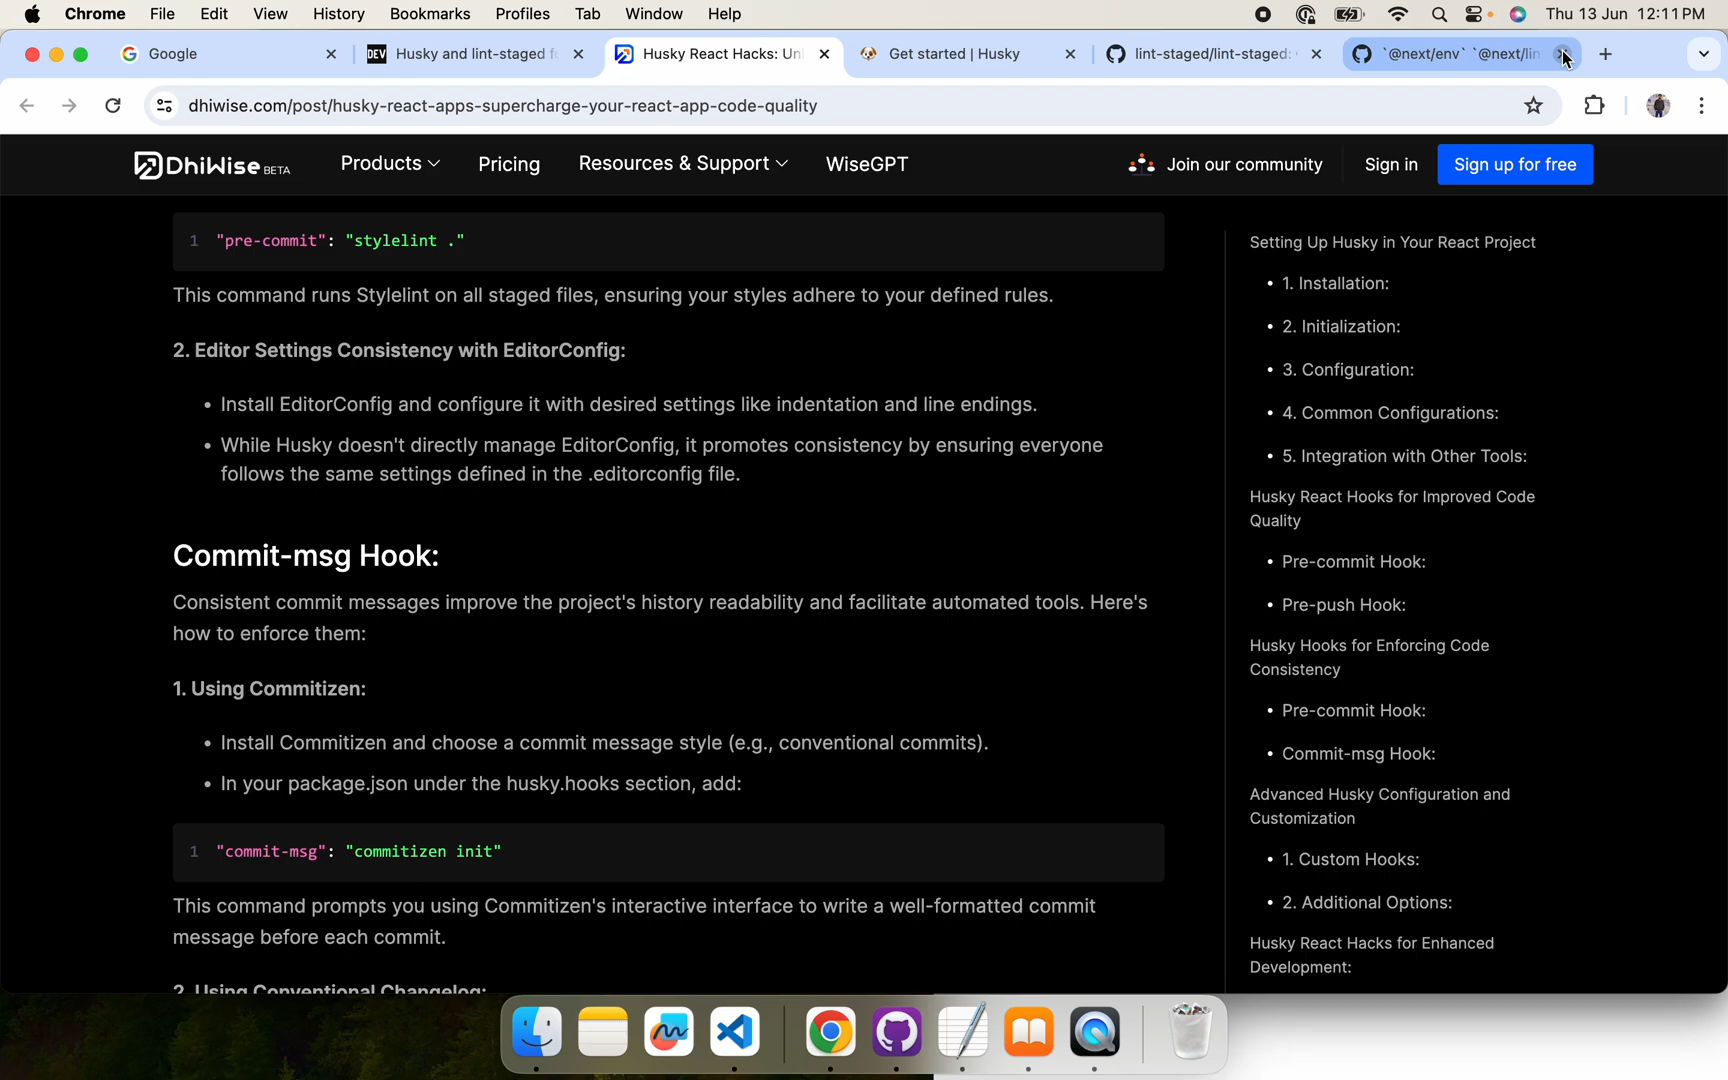 Chrome File Edit View History Bookmarks Profiles Tab Window Help Thu 13 Jun 12:11 PM
Google DEV Husky and lint-staged f Husky React Hacks: Un Get started | Husky lint-staged/lint-staged: `@next/env` `@next/lin
dhiwise.com/post/husky-react-apps-supercharge-your-react-app-code-quality
DhiWise BETA Products Pricing Resources & Support WiseGPT Join our community Sign in Sign up for free
1 "pre-commit": "stylelint ."
This command runs Stylelint on all staged files, ensuring your styles adhere to your defined rules.
2. Editor Settings Consistency with EditorConfig:
• Install EditorConfig and configure it with desired settings like indentation and line endings.
• While Husky doesn't directly manage EditorConfig, it promotes consistency by ensuring everyone
follows the same settings defined in the .editorconfig file.
Commit-msg Hook:
Consistent commit messages improve the project's history readability and facilitate automated tools. Here's
how to enforce them:
1. Using Commitizen:
• Install Commitizen and choose a commit message style (e.g., conventional commits).
• In your package.json under the husky.hooks section, add:
1 "commit-msg": "commitizen init"
This command prompts you using Commitizen's interactive interface to write a well-formatted commit
message before each commit.
2. Using Conventional Changelog:
Setting Up Husky in Your React Project
• 1. Installation:
• 2. Initialization:
• 3. Configuration:
• 4. Common Configurations:
• 5. Integration with Other Tools:
Husky React Hooks for Improved Code
Quality
• Pre-commit Hook:
• Pre-push Hook:
Husky Hooks for Enforcing Code
Consistency
• Pre-commit Hook:
• Commit-msg Hook:
Advanced Husky Configuration and
Customization
• 1. Custom Hooks:
• 2. Additional Options:
Husky React Hacks for Enhanced
Development: